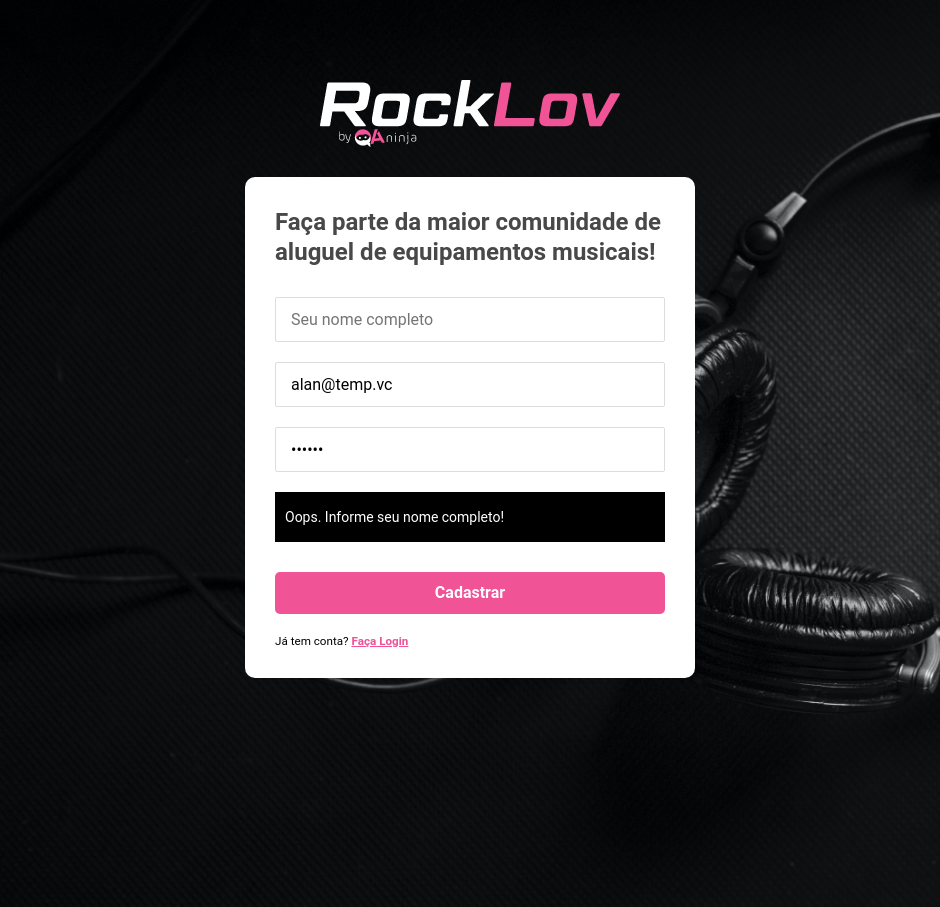 RockLov
by QAninja
Faça parte da maior comunidade de
aluguel de equipamentos musicais!
Seu nome completo
alan@temp.vc
••••••
Oops. Informe seu nome completo!
Cadastrar
Já tem conta? Faça Login